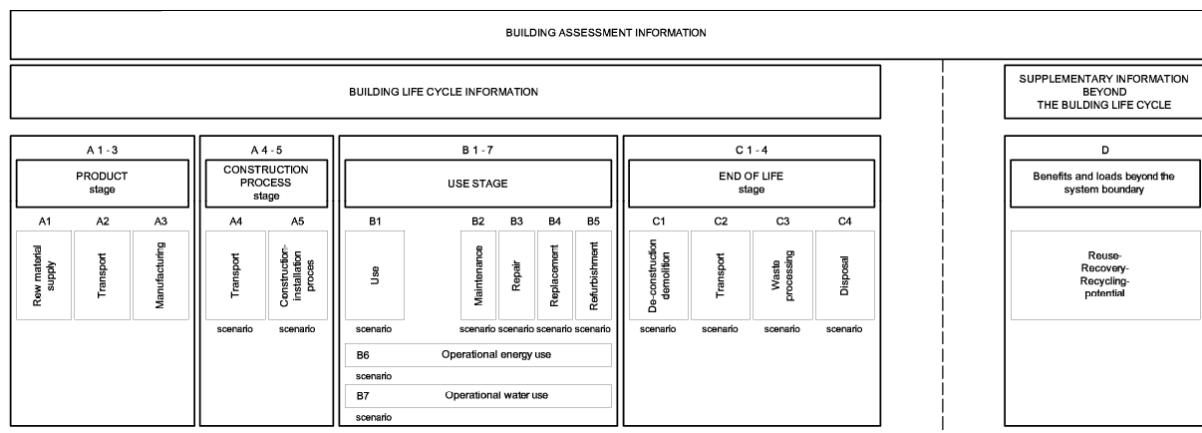 BUILDING ASSESSMENT INFORMATION
BUILDING LIFE CYCLE INFORMATION
SUPPLEMENTARY INFORMATION
BEYOND
THE BULDING LIFE CYCLE
A 1 - 3
PRODUCT
stage
A1
A2
A3
Rew material
supply
Transport
Manufacturing
A 4 - 5
CONSTRUCTION
PROCESS
stage
A4
A5
Transport
Construction-
installation
proces
scenario
scenario
B 1 - 7
USE STAGE
B1
B2
B3
B4
B5
Use
Maintenance
Repair
Replacement
Refurbishment
scenario
scenario
scenario
scenario
scenario
B6 Operational energy use
scenario
B7 Operational water use
scenario
C 1 - 4
END OF LIFE
stage
C1
C2
C3
C4
De-construction
demolition
Transport
Waste
processing
Disposal
scenario
scenario
scenario
scenario
D
Benefits and loads beyond the
system boundary
Reuse-
Recovery-
Recycling-
potential